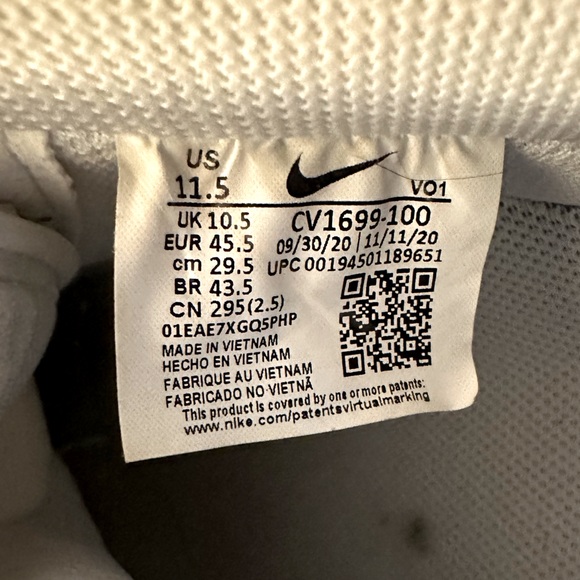 US
11.5
VO1
UK 10.5
CV1699-100
EUR 45.5
09/30/20 | 11/11/20
cm 29.5
UPC 00194501189651
BR 43.5
CN 295(2.5)
01EAE7XGQ5PHP
MADE IN VIETNAM
HECHO EN VIETNAM
FABRIQUE AU VIETNAM
FABRICADO NO VIETNÃ
This product is covered by one or more patents:
www.nike.com/patentsvirtualmarking